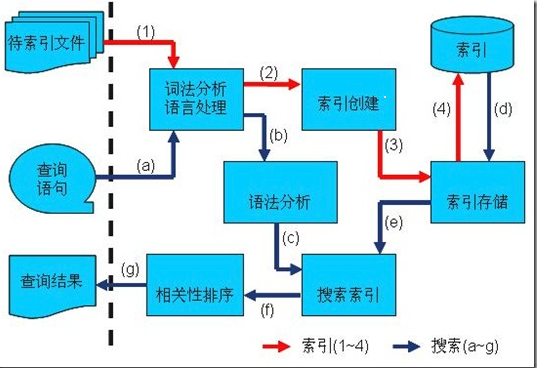 待索引文件
(1)
索引
词法分析
语言处理
(2)
索引创建
(4)
(d)
(b)
(3)
查询
语句
(a)
语法分析
索引存储
(c)
(e)
查询结果
(g)
相关性排序
(f)
搜索索引
索引(1~4)
搜索(a~g)